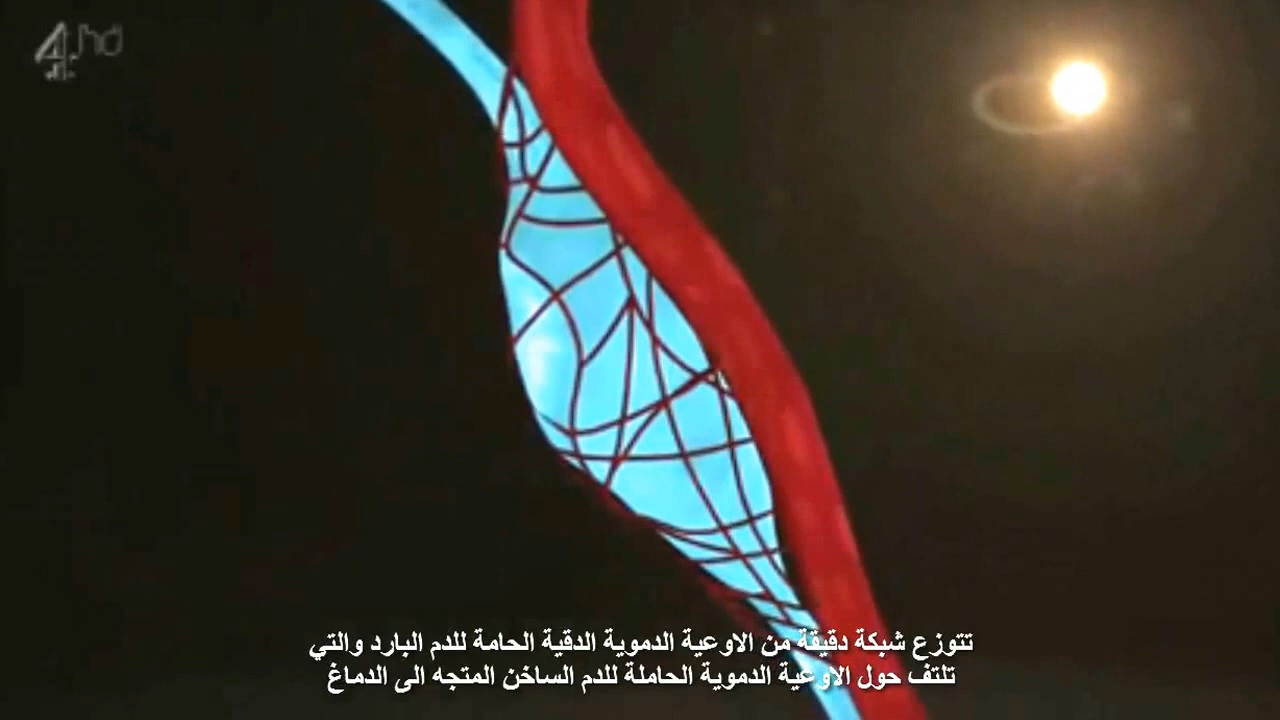 4hd
تتوزع شبكة دقيقة من الاوعية الدموية الدقية الحامة للدم البارد والتي
تلتف حول الاوعية الدموية الحاملة للدم الساخن المتجه الى الدماغ